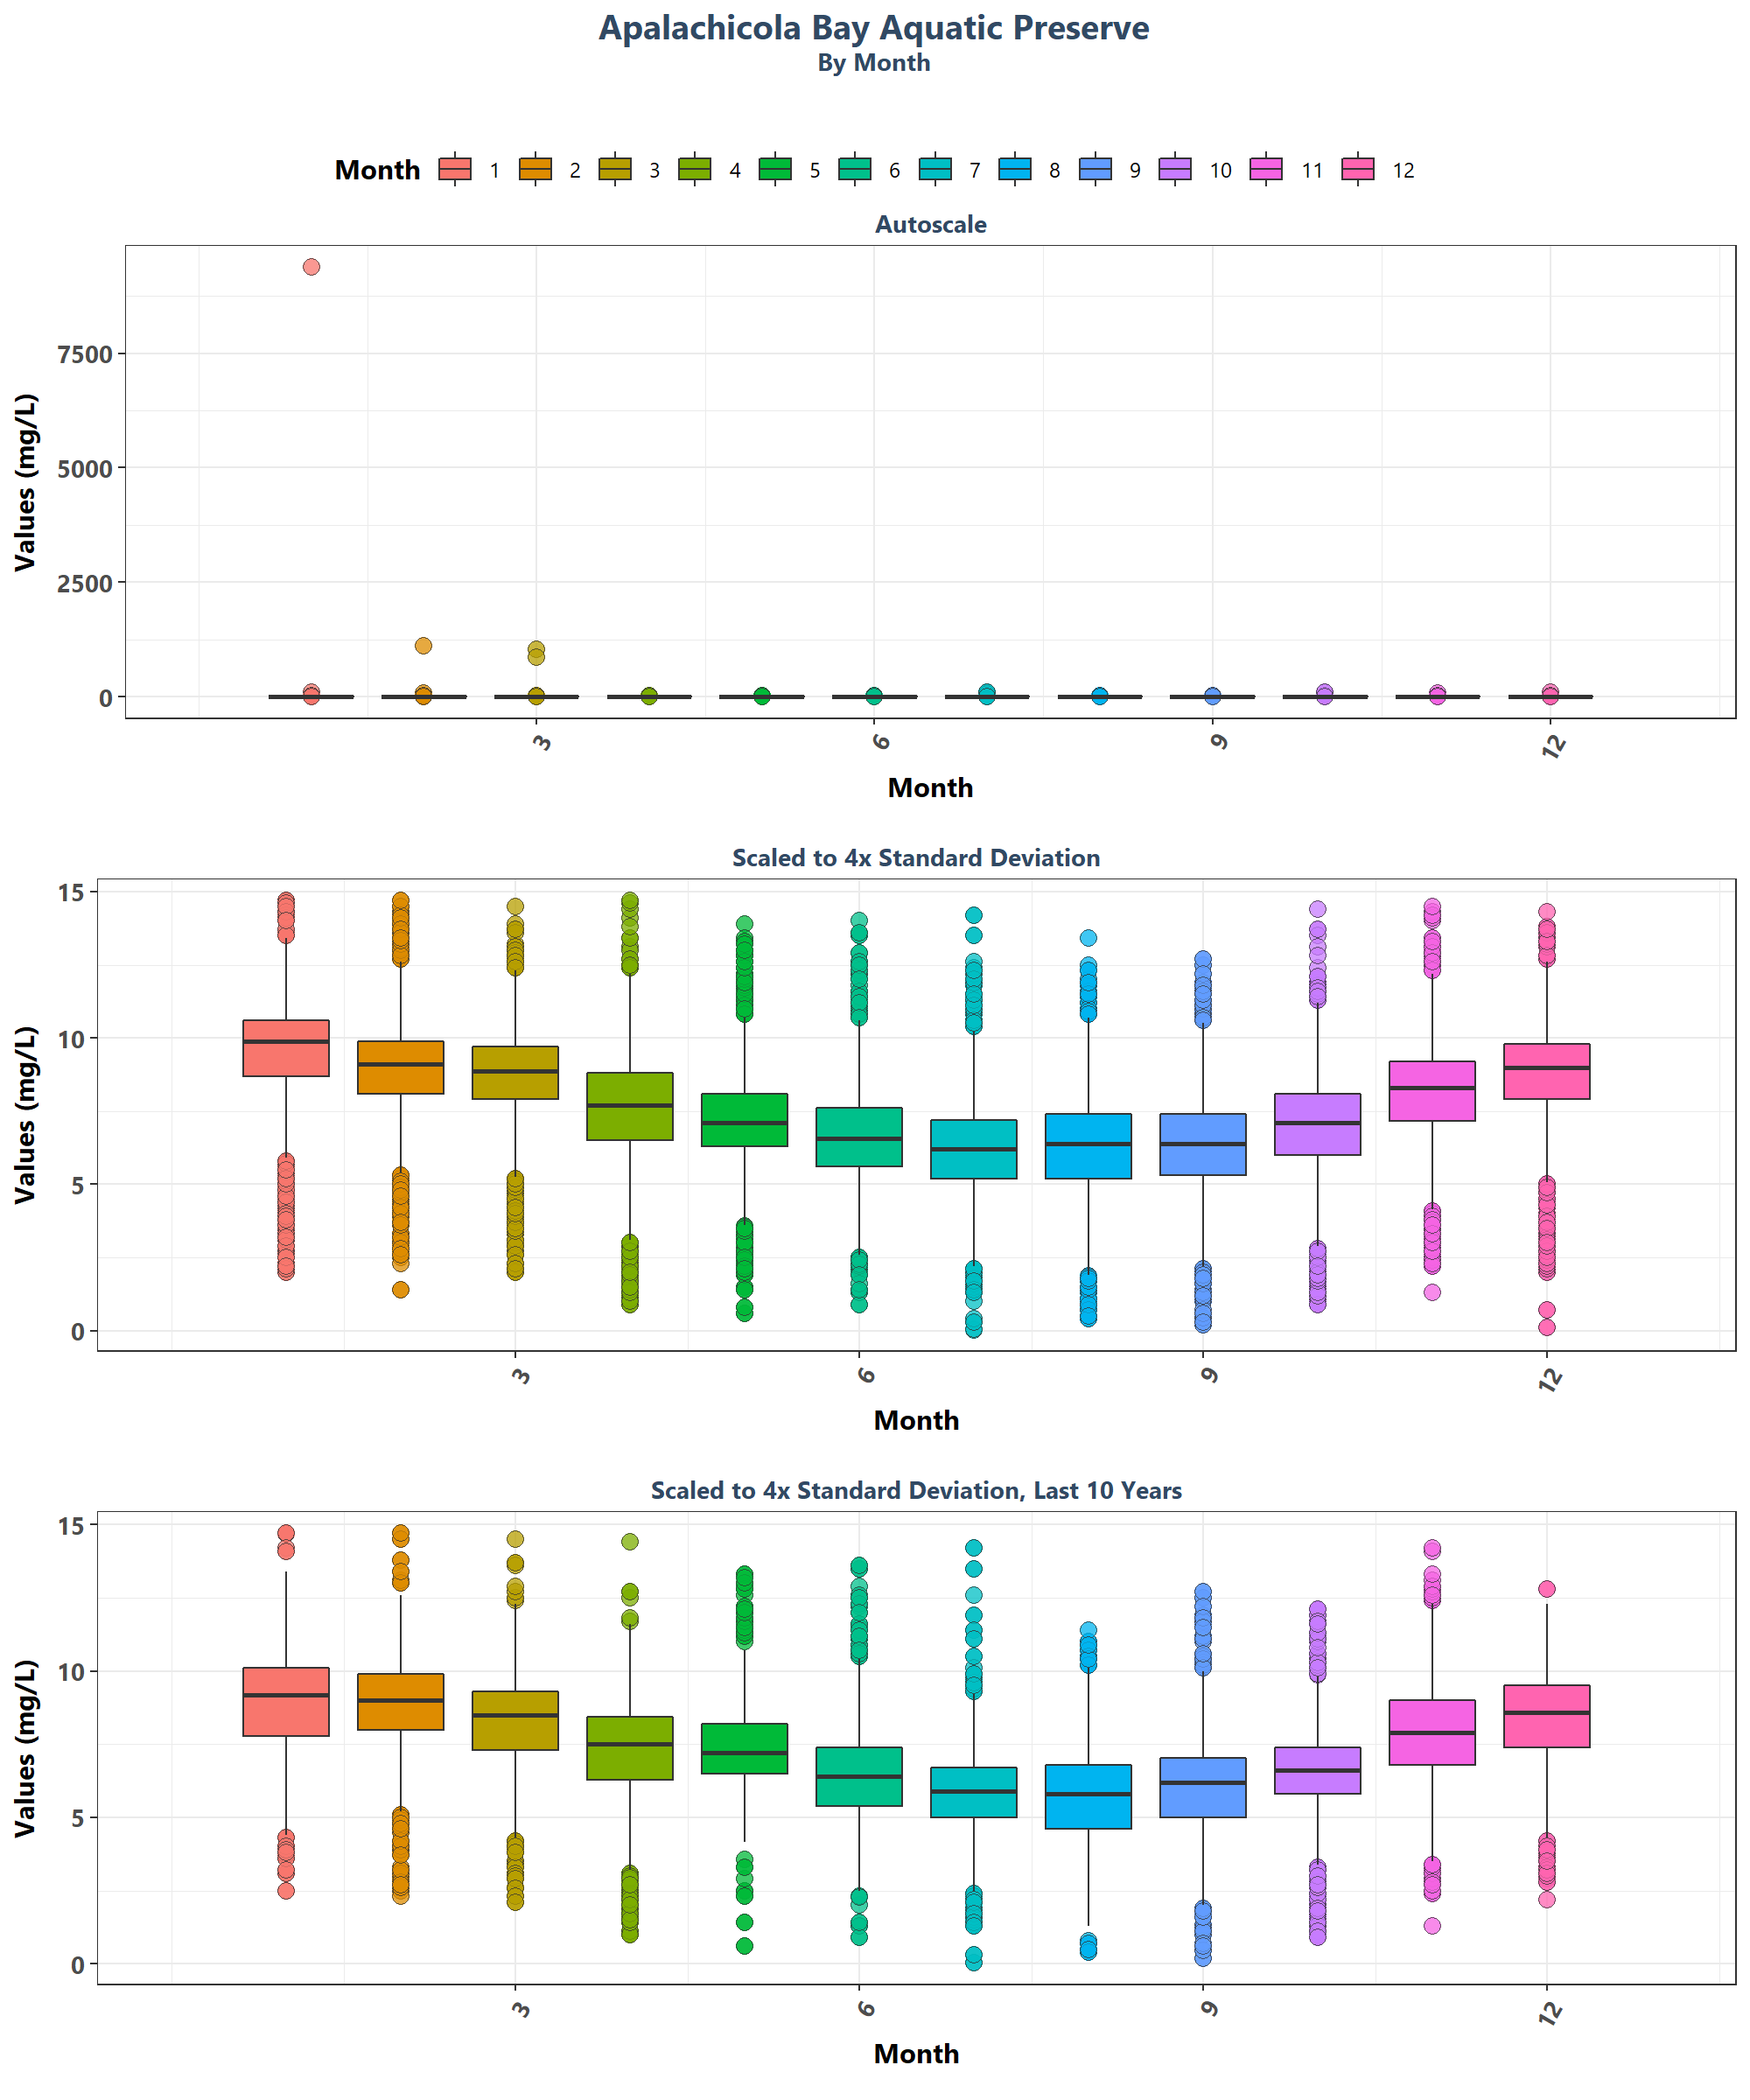 Apalachicola Bay Aquatic Preserve
By Month
Month 1 2 3 4 5 6 7 8 9 10 11 12
Autoscale
Values (mg/L)
7500
5000
2500
0
3 6 9 12
Month
Scaled to 4x Standard Deviation
Values (mg/L)
15
10
5
0
3 6 9 12
Month
Scaled to 4x Standard Deviation, Last 10 Years
Values (mg/L)
15
10
5
0
3 6 9 12
Month